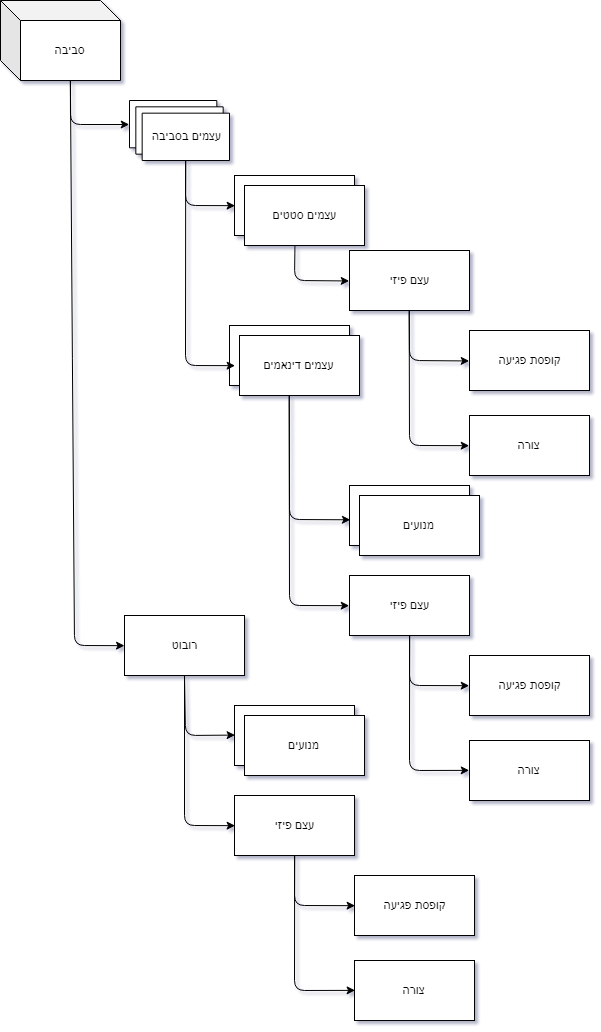 סביבה
עצמים בסביבה
עצמים סטטים
עצם פיזי
קופסת פגיעה
צורה
עצמים דינאמים
מנועים
עצם פיזי
קופסת פגיעה
צורה
רובוט
מנועים
עצם פיזי
קופסת פגיעה
צורה